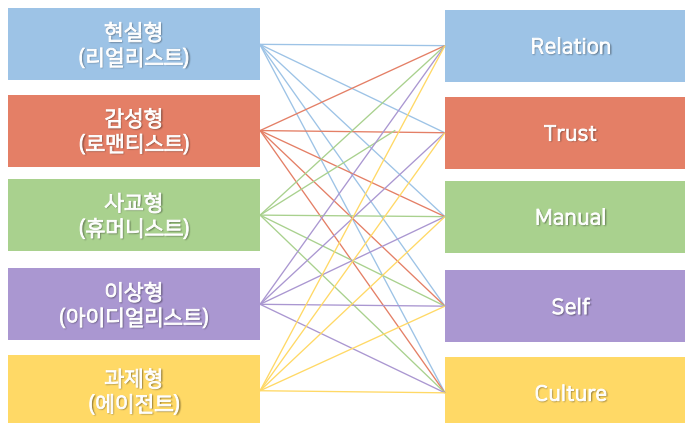 현실형
(리얼리스트)
감성형
(로맨티스트)
사교형
(휴머니스트)
이상형
(아이디얼리스트)
과제형
(에이전트)
Relation
Trust
Manual
Self
Culture